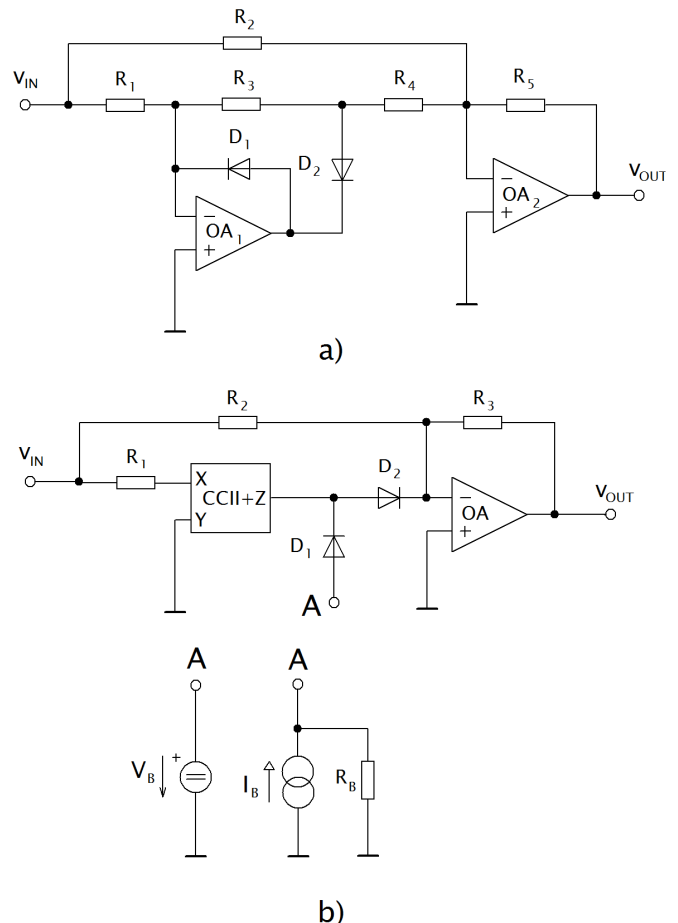 R2
vIN
R1
R3
R4
R5
D1
D2
−
OA1
+
−
OA2
+
vOUT
a)
R2
R3
vIN
R1
X
CCII+Z
Y
D2
D1
−
OA
+
vOUT
A
A
A
VB
+
IB
RB
b)